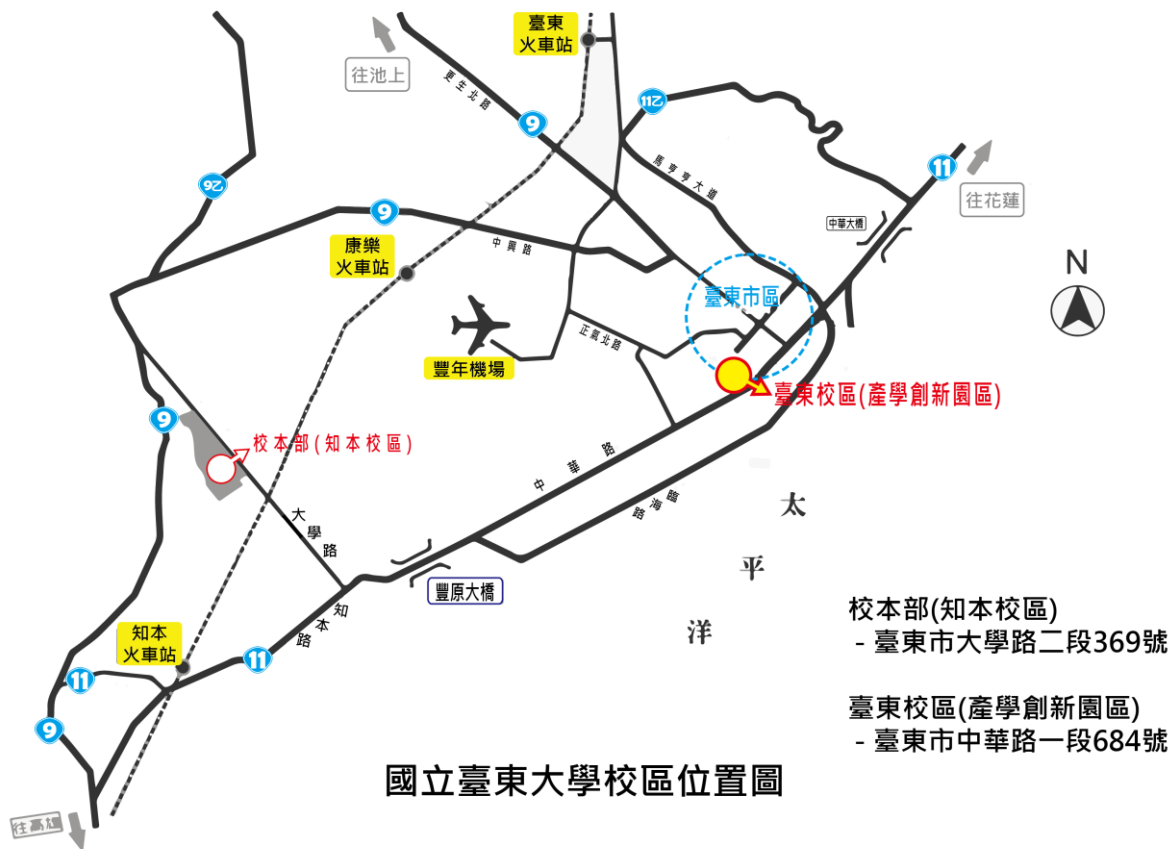 臺東
火車站
往池上
更生北路
9
11乙
馬亨亨大道
11
往花蓮
9乙
9
中華大橋
中興路
康樂
火車站
N
臺東市區
正氣北路
豐年機場
臺東校區(產學創新園區)
9
校本部(知本校區)
中華路
臨海路
太平洋
大學路
豐原大橋
知本路
知本
火車站
11
11
9
校本部(知本校區)
- 臺東市大學路二段369號
臺東校區(產學創新園區)
- 臺東市中華路一段684號
國立臺東大學校區位置圖
往高雄